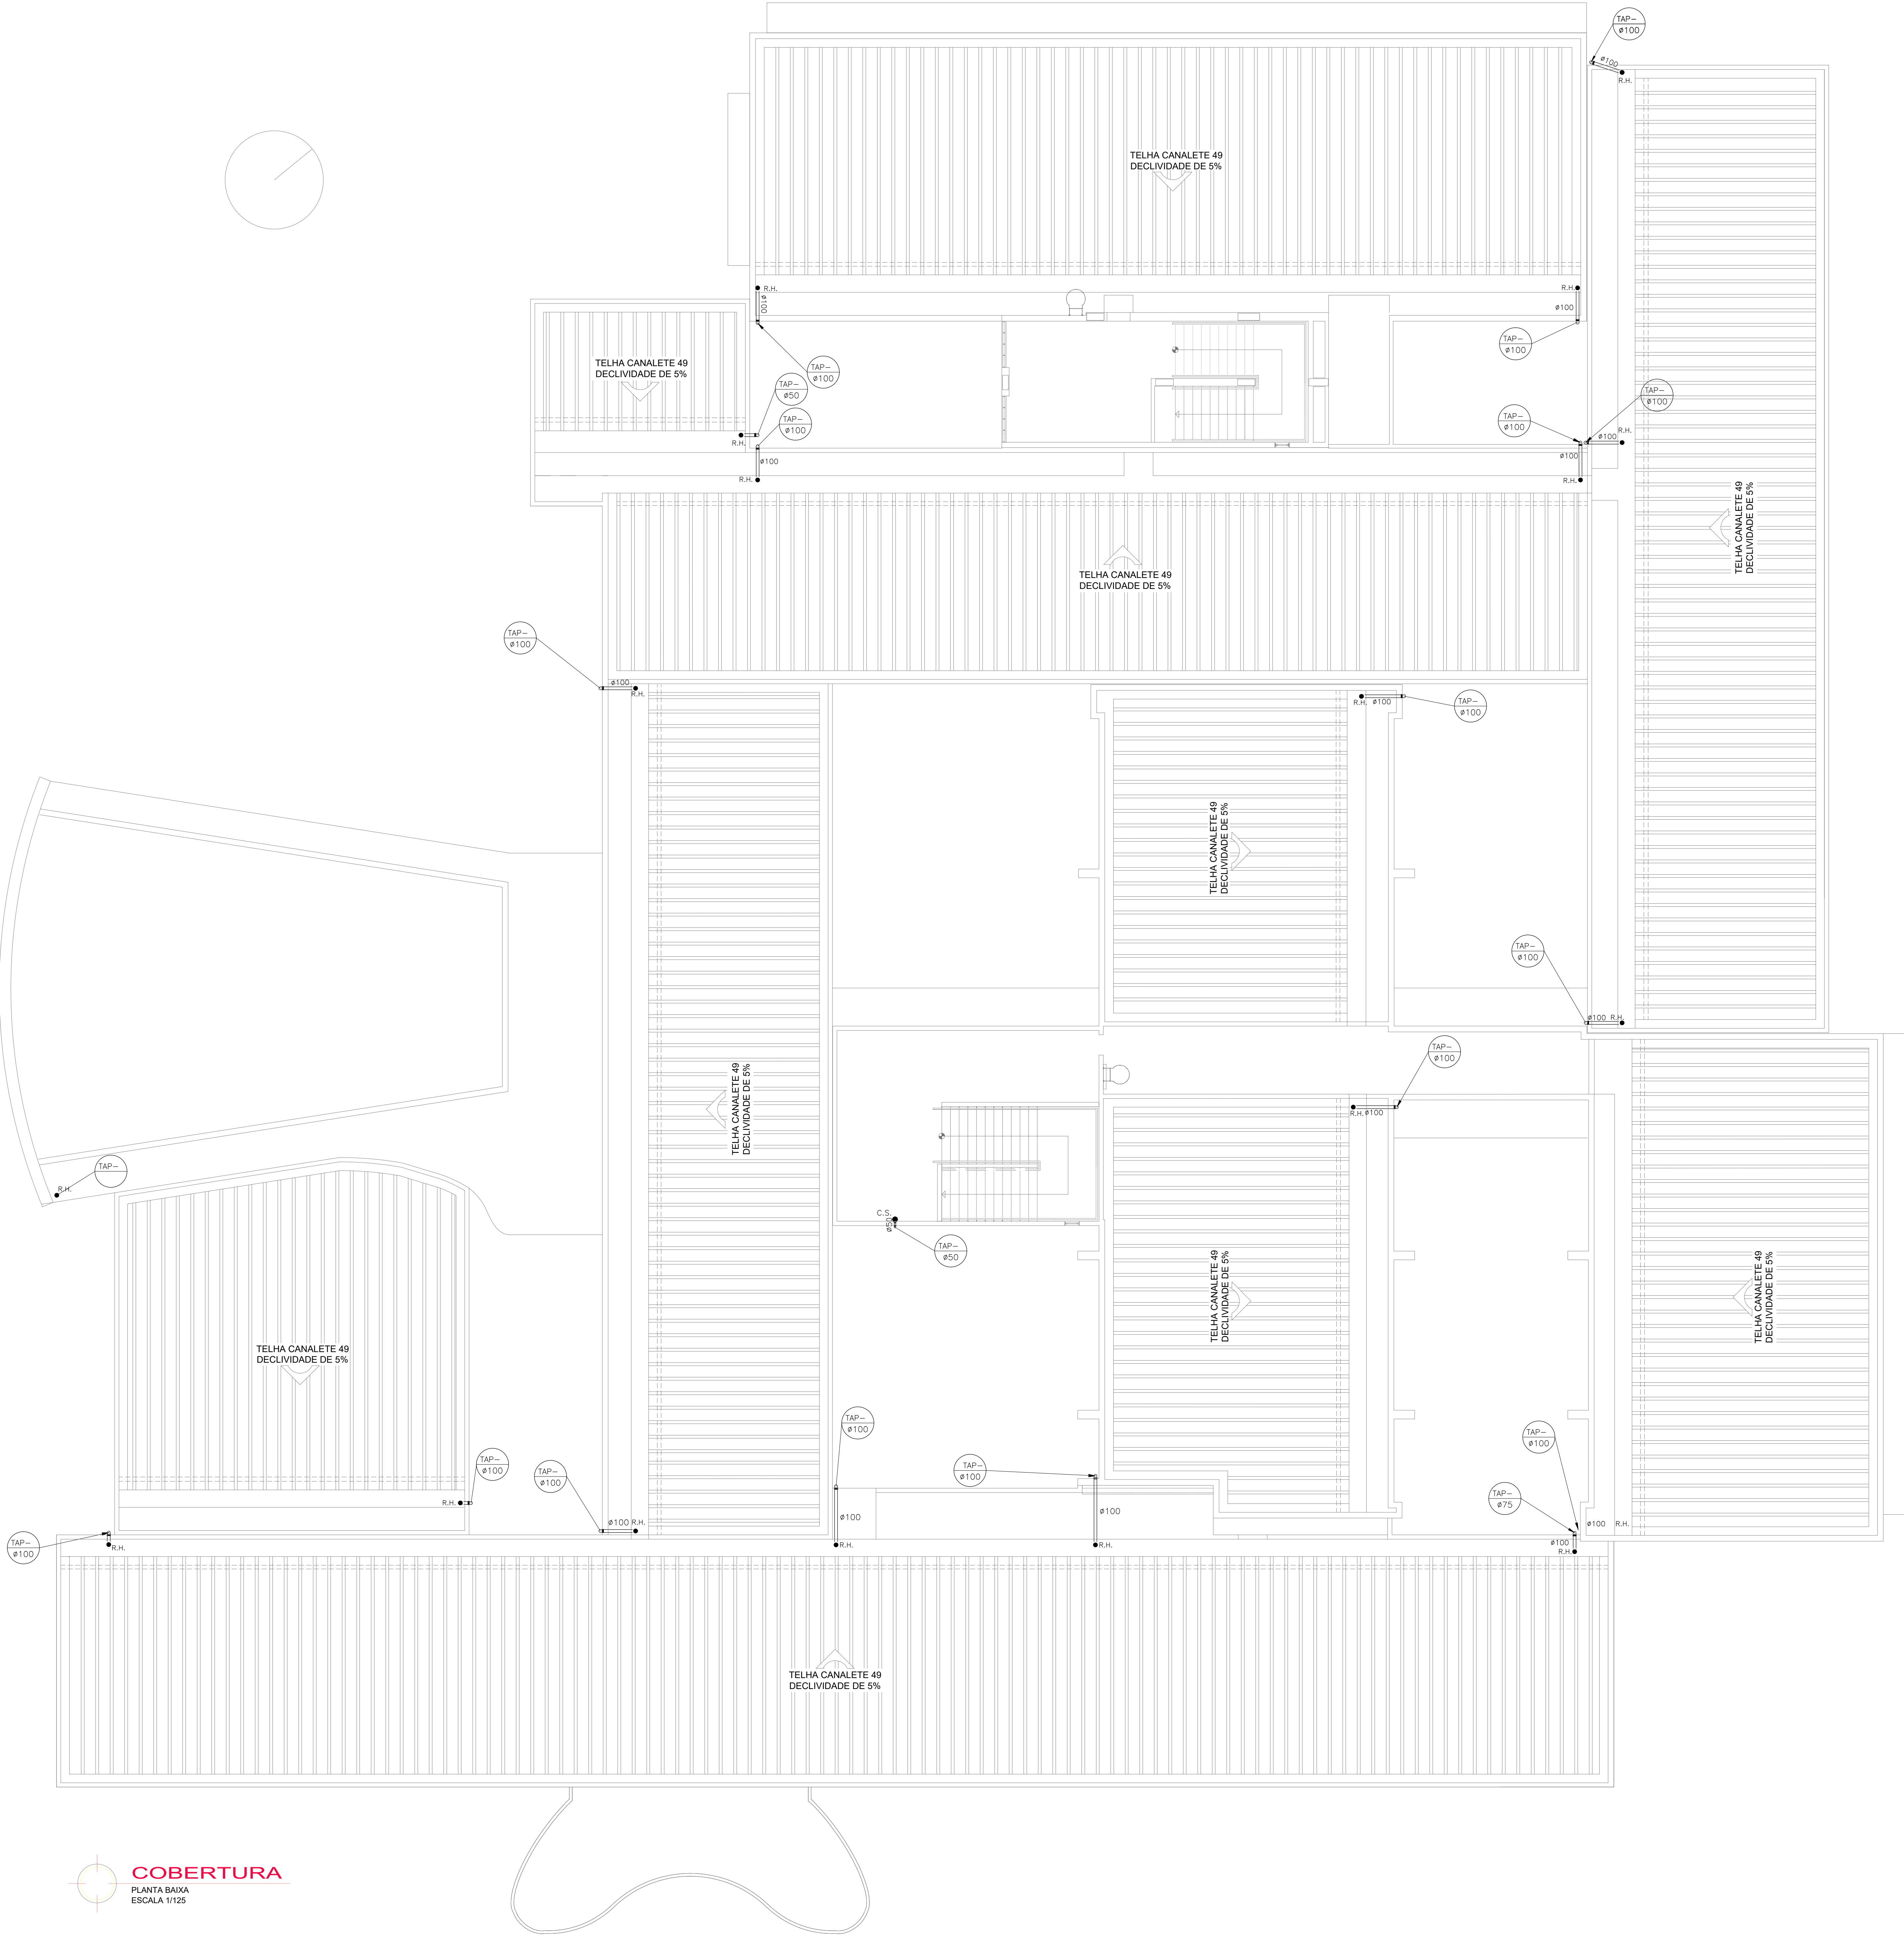 TAP-
ø100
ø100
R.H.
TELHA CANALETE 49
DECLIVIDADE DE 5%
R.H.
ø100
R.H.
ø100
TAP-
ø100
TELHA CANALETE 49
DECLIVIDADE DE 5%
TAP-
ø100
TAP-
ø50
TAP-
ø100
R.H.
ø100
R.H.
TAP-
ø100
TAP-
ø100
ø100
R.H.
ø100
R.H.
TELHA CANALETE 49
DECLIVIDADE DE 5%
TELHA CANALETE 49
DECLIVIDADE DE 5%
TAP-
ø100
ø100
R.H.
R.H.
ø100
TAP-
ø100
TELHA CANALETE 49
DECLIVIDADE DE 5%
TAP-
ø100
ø100
R.H.
TAP-
ø100
R.H.
ø100
TELHA CANALETE 49
DECLIVIDADE DE 5%
TAP-
R.H.
C.S.
ø50
TAP-
ø50
TELHA CANALETE 49
DECLIVIDADE DE 5%
TELHA CANALETE 49
DECLIVIDADE DE 5%
TELHA CANALETE 49
DECLIVIDADE DE 5%
TAP-
ø100
TAP-
ø100
TAP-
ø100
TAP-
ø100
TAP-
ø100
R.H.
TAP-
ø75
TAP-
ø100
R.H.
ø100
R.H.
ø100
R.H.
ø100
R.H.
ø100
R.H.
ø100
R.H.
TELHA CANALETE 49
DECLIVIDADE DE 5%
COBERTURA
PLANTA BAIXA
ESCALA 1/125